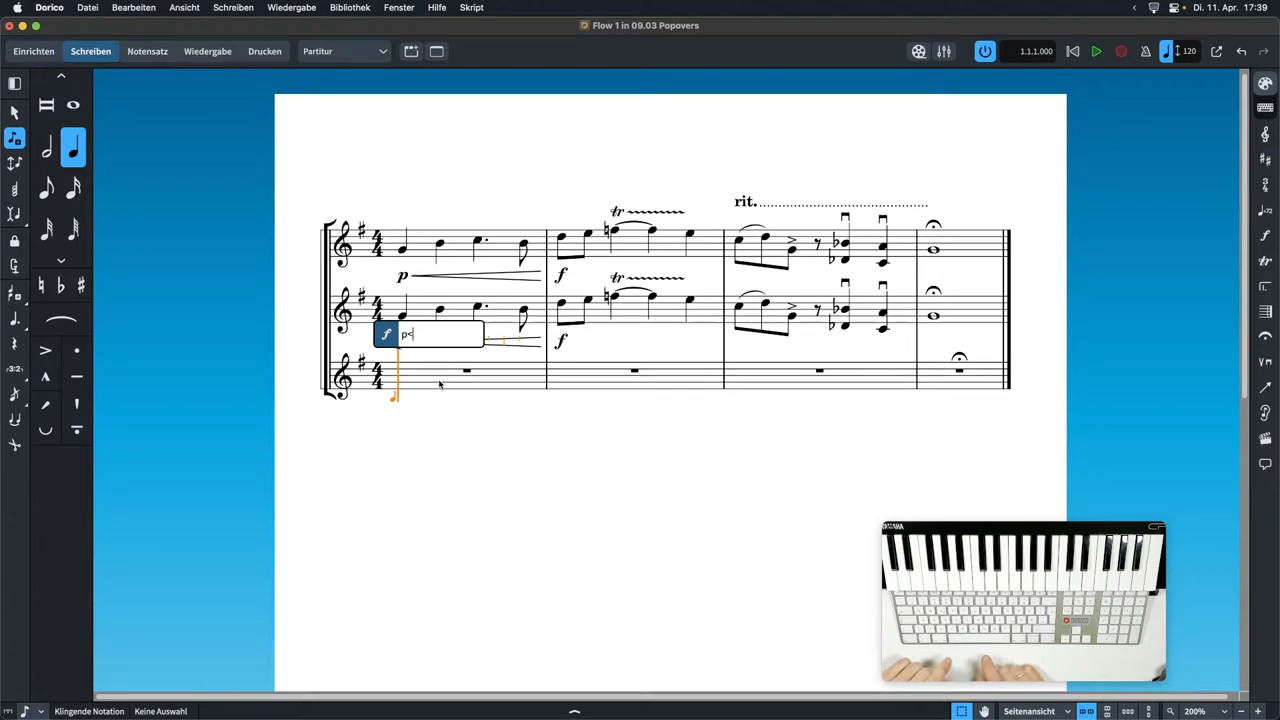 Dorico Datei Bearbeiten Ansicht Schreiben Wiedergabe Bibliothek Fenster Hilfe Skript Di. 11. Apr. 17:39
Flow 1 in 09.03 Popovers
Einrichten Schreiben Notensatz Wiedergabe Drucken Partitur 1.1.1.000 120
rit.
tr
p f
tr
f p< f
YAMAHA
DORICO
Klingende Notation Keine Auswahl Seitenansicht 200%